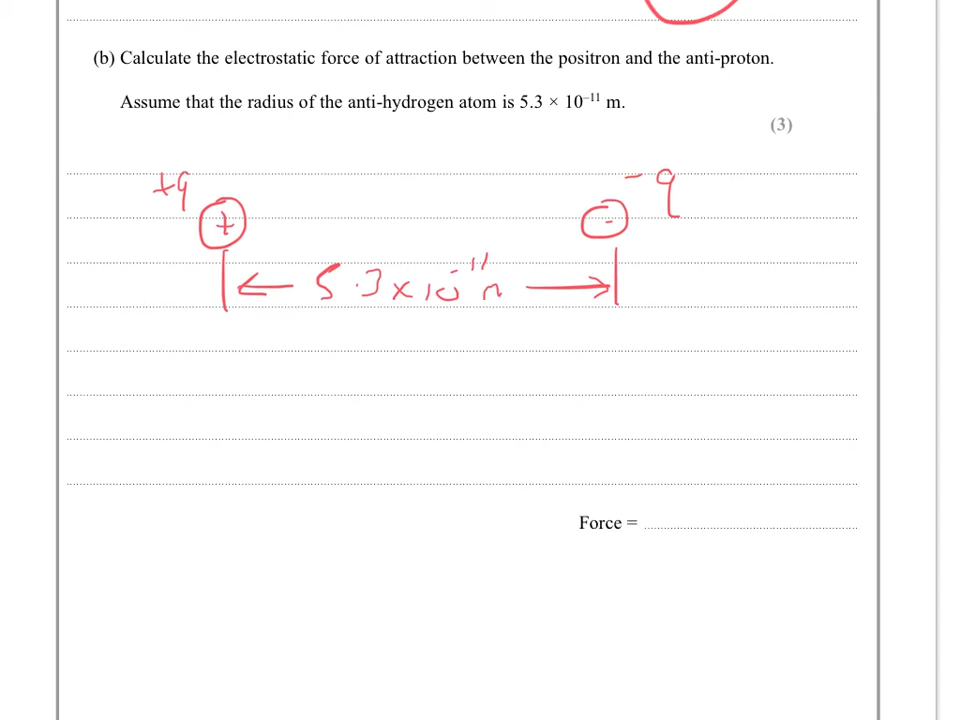 (b) Calculate the electrostatic force of attraction between the positron and the anti-proton.
Assume that the radius of the anti-hydrogen atom is 5.3 × 10⁻¹¹ m.
(3)
+q
- q
+
-
5.3 x 10⁻¹¹ m
Force =